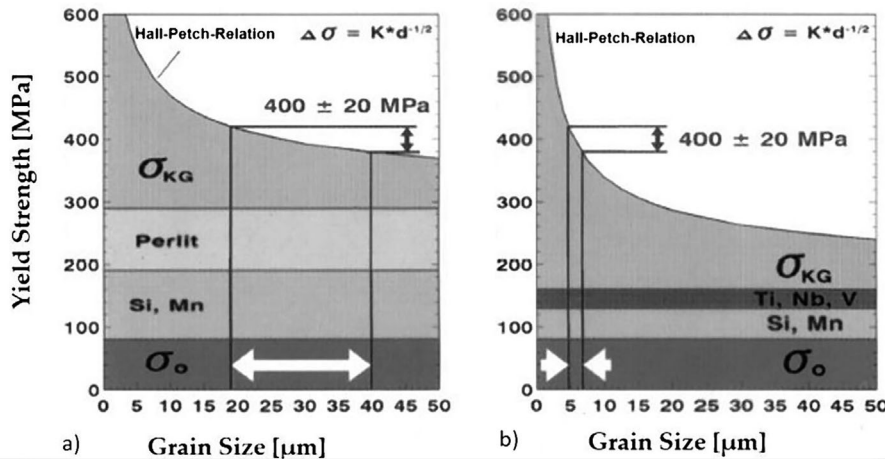 Yield Strength [MPa]
600
500
400
300
200
100
0
Hall-Petch-Relation
Δ σ = K*d-1/2
400 ± 20 MPa
σKG
Perlit
Si, Mn
σo
0 5 10 15 20 25 30 35 40 45 50
a) Grain Size [μm]
600
500
400
300
200
100
0
Hall-Petch-Relation
Δ σ = K*d-1/2
400 ± 20 MPa
σKG
Ti, Nb, V
Si, Mn
σo
0 5 10 15 20 25 30 35 40 45 50
b) Grain Size [μm]